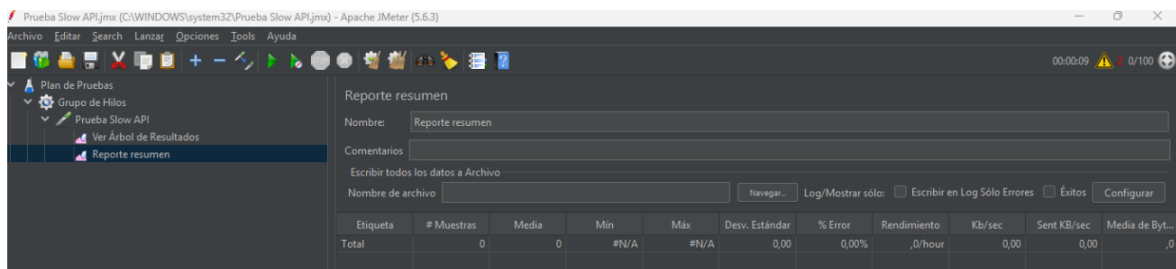 Prueba Slow API.jmx (C:\WINDOWS\system32\Prueba Slow API.jmx) - Apache JMeter (5.6.3)
Archivo Editar Search Lanzar Opciones Tools Ayuda
00:00:09 0/100
Plan de Pruebas
Grupo de Hilos
Prueba Slow API
Ver Árbol de Resultados
Reporte resumen
Reporte resumen
Nombre: Reporte resumen
Comentarios
Escribir todos los datos a Archivo
Nombre de archivo Navegar... Log/Mostrar sólo: Escribir en Log Sólo Errores Éxitos Configurar
Etiqueta # Muestras Media Mín Máx Desv. Estándar % Error Rendimiento Kb/sec Sent KB/sec Media de Byt...
Total 0 0 #N/A #N/A 0,00 0,00% ,0/hour 0,00 0,00 ,0